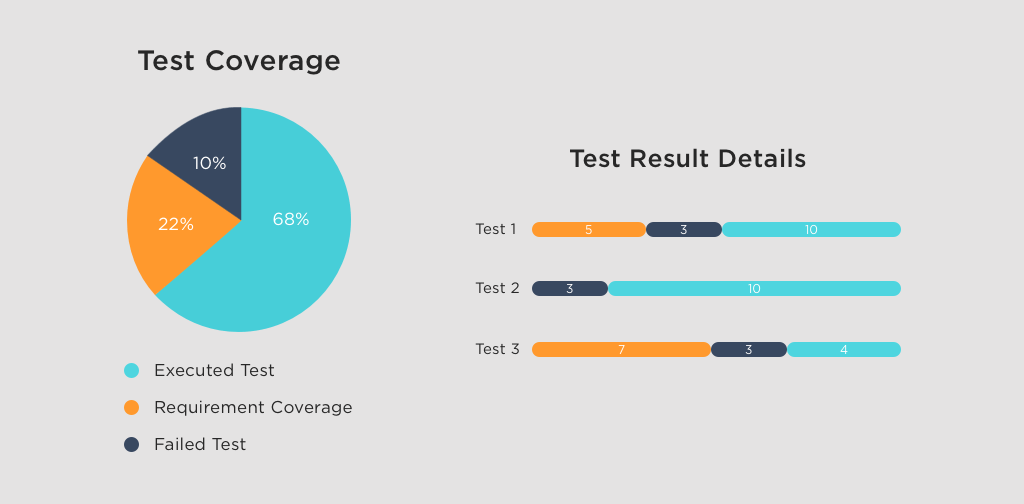 Test Coverage
10%
22%
68%
Executed Test
Requirement Coverage
Failed Test
Test Result Details
Test 1 5 3 10
Test 2 3 10
Test 3 7 3 4